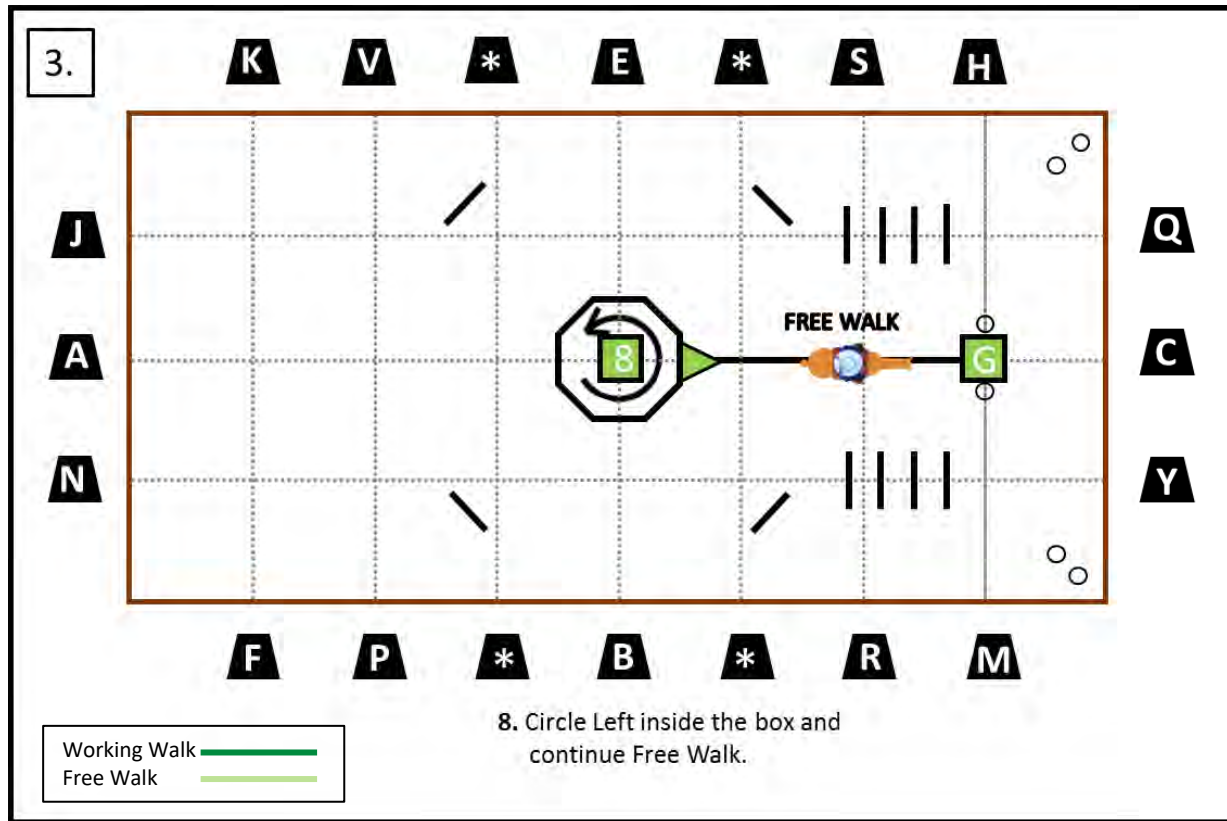 3.
K V * E * S H
J
Q
FREE WALK
A
8
G
C
N
Y
F P * B * R M
8. Circle Left inside the box and
continue Free Walk.
Working Walk
Free Walk